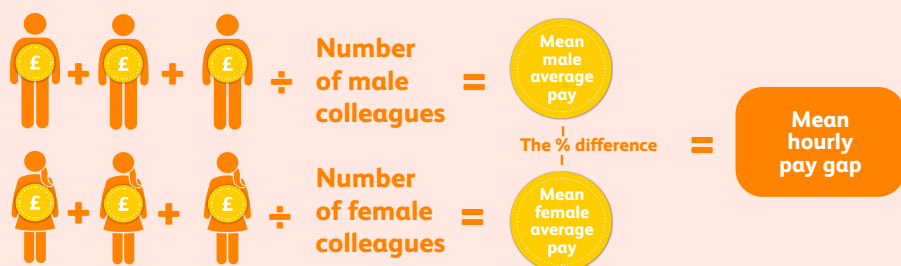 £ + £ + £ ÷
Number
of male
colleagues
=
Mean
male
average
pay
The % difference
=
Mean
hourly
pay gap
£ + £ + £ ÷
Number
of female
colleagues
=
Mean
female
average
pay